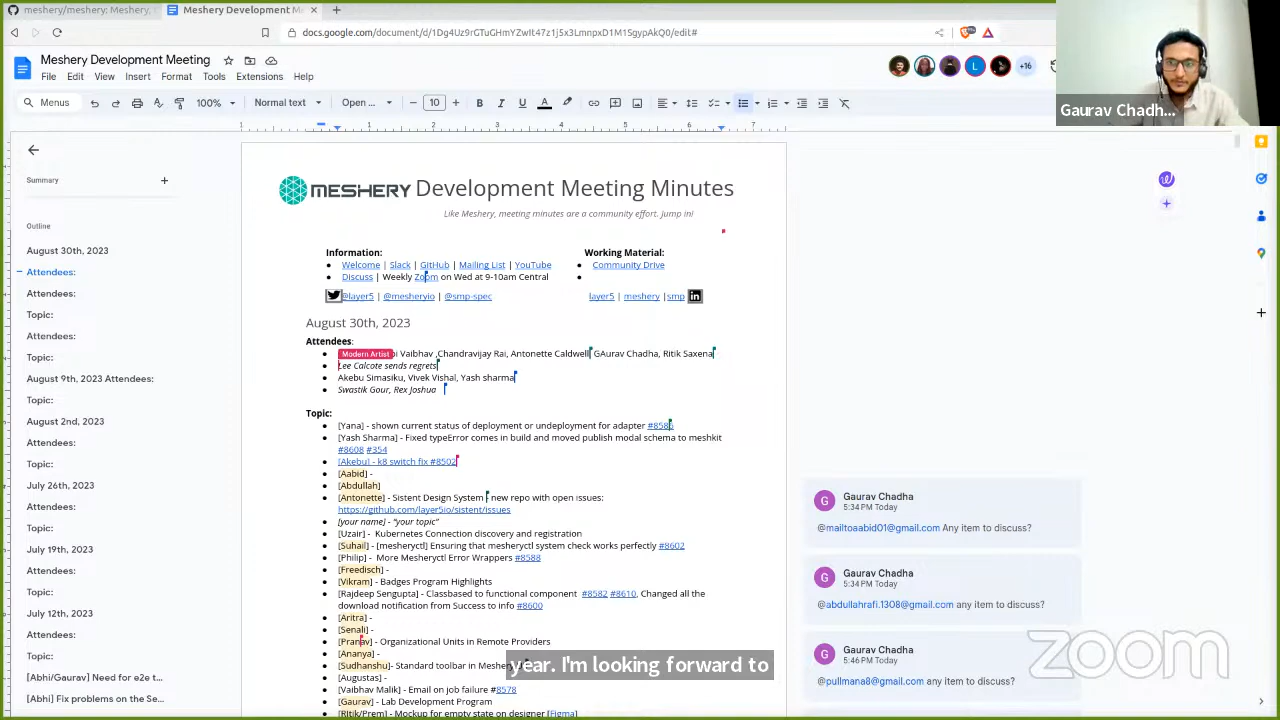 meshery/meshery: Meshery,
Meshery Development Me
docs.google.com/document/d/1Dg4Uz9rGTuGHmYZwIt47z1j5x3LmnpxD1M1SgypAkQ0/edit#
Meshery Development Meeting
File Edit View Insert Format Tools Extensions Help
L
+16
Gaurav Chadh...
Menus
100%
Normal text
Open ...
10
B I U A
1 1 2 3 4 5 6 7
Summary
Outline
August 30th, 2023
Attendees:
Attendees:
Topic:
Attendees:
Topic:
August 9th, 2023 Attendees:
Topic:
August 2nd, 2023
Attendees:
Topic:
July 26th, 2023
Attendees:
Topic:
July 19th, 2023
Attendees:
Topic:
July 12th, 2023
Attendees:
Topic:
[Abhi/Gaurav] Need for e2e t...
[Abhi] Fix problems on the Se...
MESHERY Development Meeting Minutes
Like Meshery, meeting minutes are a community effort. Jump in!
Information:
Welcome | Slack | GitHub | Mailing List | YouTube
Discuss | Weekly Zoom on Wed at 9-10am Central
@layer5 | @mesheryio | @smp-spec
Working Material:
Community Drive
layer5 | meshery |smp
August 30th, 2023
Attendees:
Modern Artist
bi Vaibhav ,Chandravijay Rai, Antonette Caldwell, GAurav Chadha, Ritik Saxena
Lee Calcote sends regrets
Akebu Simasiku, Vivek Vishal, Yash sharma
Swastik Gour, Rex Joshua
Topic:
[Yana] - shown current status of deployment or undeployment for adapter #8586
[Yash Sharma] - Fixed typeError comes in build and moved publish modal schema to meshkit
#8608 #354
[Akebu] - k8 switch fix #8502
[Aabid] -
[Abdullah]
[Antonette] - Sistent Design System - new repo with open issues:
https://github.com/layer5io/sistent/issues
[your name] - "your topic"
[Uzair] - Kubernetes Connection discovery and registration
[Suhail] - [mesheryctl] Ensuring that mesheryctl system check works perfectly #8602
[Philip] - More Mesheryctl Error Wrappers #8588
[Freedisch] -
[Vikram] - Badges Program Highlights
[Rajdeep Sengupta] - Classbased to functional component #8582 #8610, Changed all the
download notification from Success to info #8600
[Aritra] -
[Senali] -
[Pranav] - Organizational Units in Remote Providers
[Ananya] -
[Sudhanshu]- Standard toolbar in Meshery
[Augustas] -
[Vaibhav Malik] - Email on job failure #8578
[Gaurav] - Lab Development Program
[RItik/Prem] - Mockup for empty state on designer [Figma]
year. I'm looking forward to
G
Gaurav Chadha
5:34 PM Today
@mailtoaabid01@gmail.com Any item to discuss?
G
Gaurav Chadha
5:34 PM Today
@abdullahrafi.1308@gmail.com any item to discuss?
G
Gaurav Chadha
5:46 PM Today
@pullmana8@gmail.com any item to discuss?
zoom